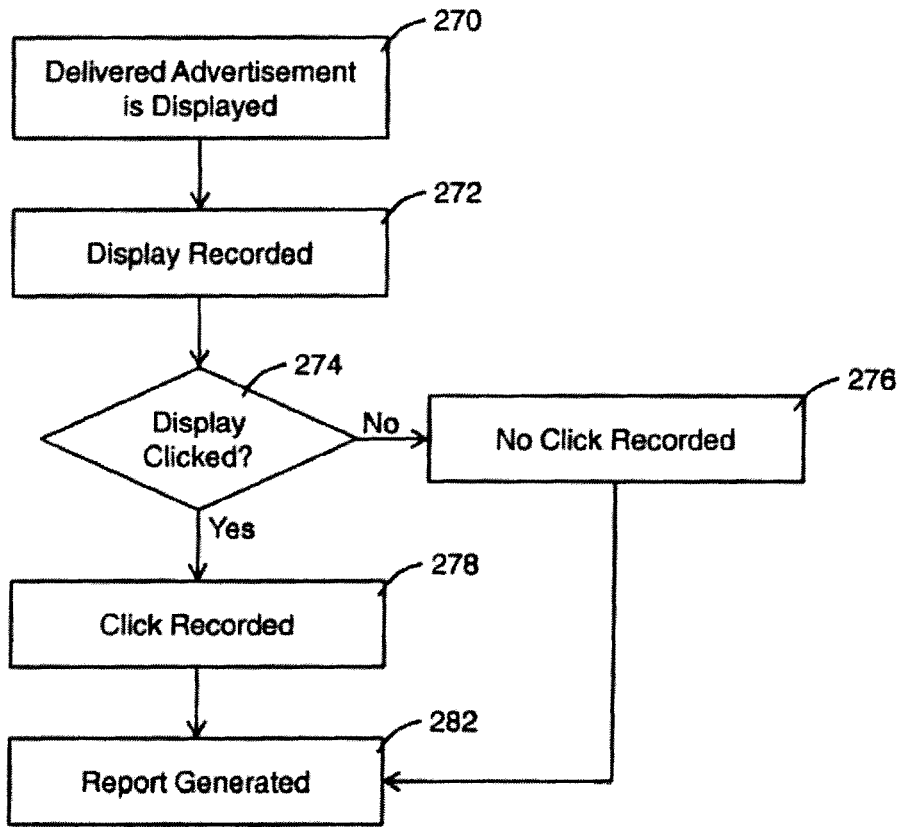 270
Delivered Advertisement
is Displayed
272
Display Recorded
274
Display
Clicked?
No
276
No Click Recorded
Yes
278
Click Recorded
282
Report Generated